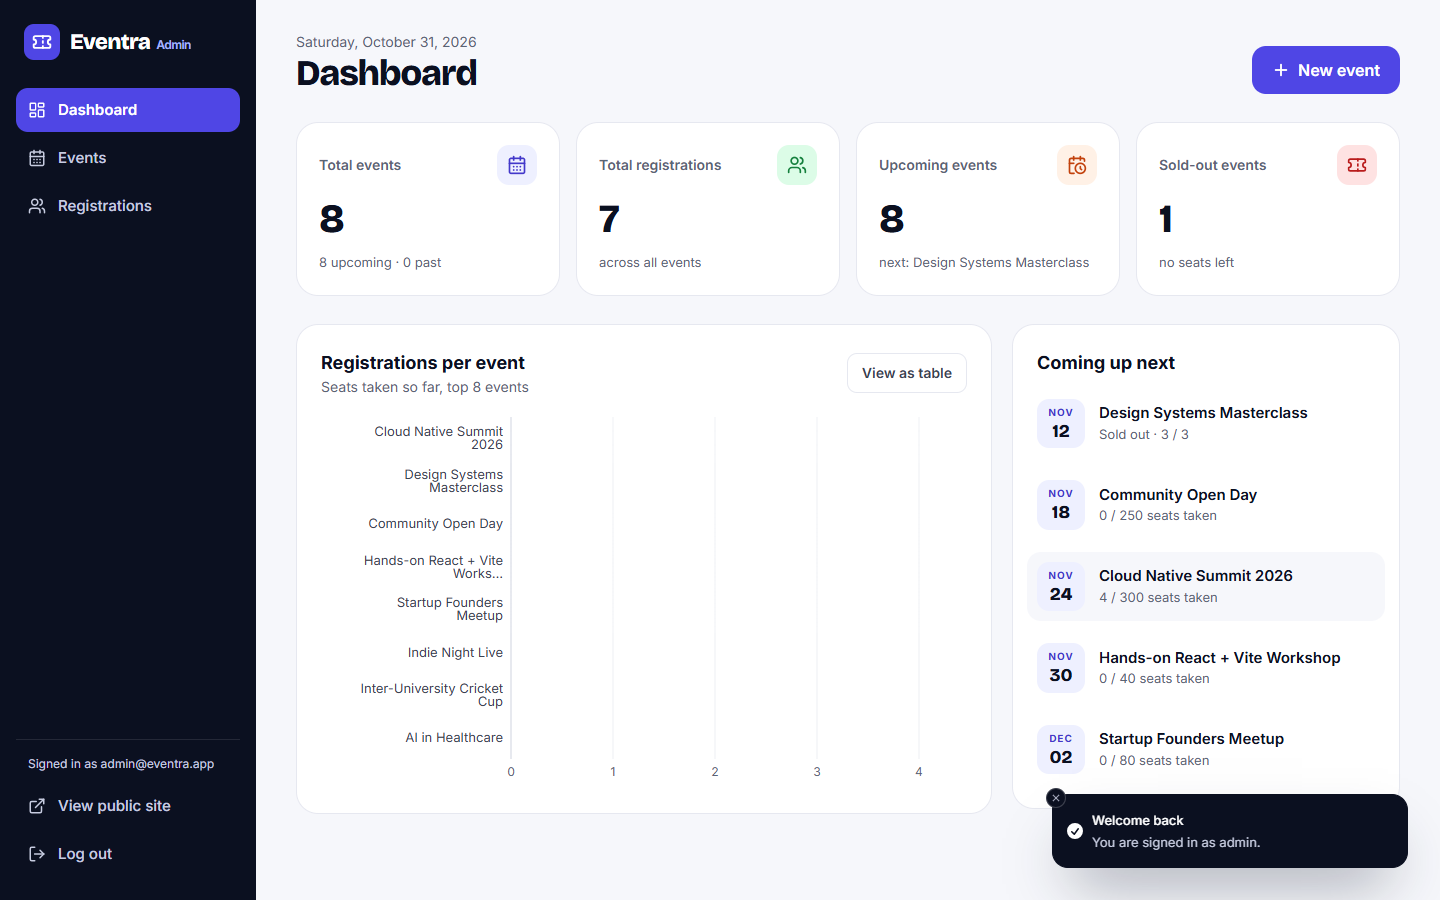 Eventra Admin
Dashboard
Events
Registrations
Signed in as admin@eventra.app
View public site
Log out
Saturday, October 31, 2026
Dashboard
New event
Total events
8
8 upcoming · 0 past
Total registrations
7
across all events
Upcoming events
8
next: Design Systems Masterclass
Sold-out events
1
no seats left
Registrations per event
Seats taken so far, top 8 events
View as table
Cloud Native Summit
2026
Design Systems
Masterclass
Community Open Day
Hands-on React + Vite
Works...
Startup Founders
Meetup
Indie Night Live
Inter-University Cricket
Cup
AI in Healthcare
0 1 2 3 4
Coming up next
NOV
12
Design Systems Masterclass
Sold out · 3 / 3
NOV
18
Community Open Day
0 / 250 seats taken
NOV
24
Cloud Native Summit 2026
4 / 300 seats taken
NOV
30
Hands-on React + Vite Workshop
0 / 40 seats taken
DEC
02
Startup Founders Meetup
0 / 80 seats taken
Welcome back
You are signed in as admin.